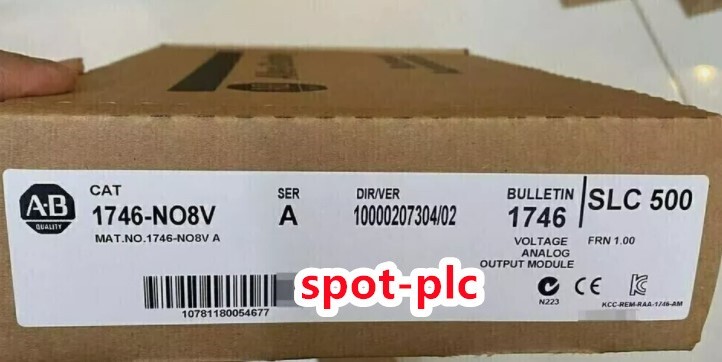 A-B
QUALITY
CAT
1746-NO8V
MAT.NO.1746-NO8V A
SER
A
DIR/VER
10000207304/02
BULLETIN
1746
SLC 500
VOLTAGE
ANALOG
OUTPUT MODULE
FRN 1.00
10781180054677
spot-plc
N223
CE
KCC-REM-RAA-1746-AM